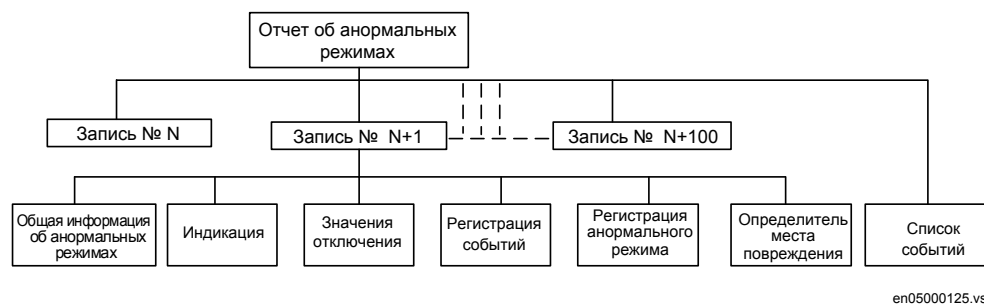 Отчет об анормальных
режимах
Запись № N
Запись № N+1
Запись № N+100
Общая информация
об анормальных
режимах
Индикация
Значения
отключения
Регистрация
событий
Регистрация
анормального
режима
Определитель
места
повреждения
Список
событий
en05000125.vs